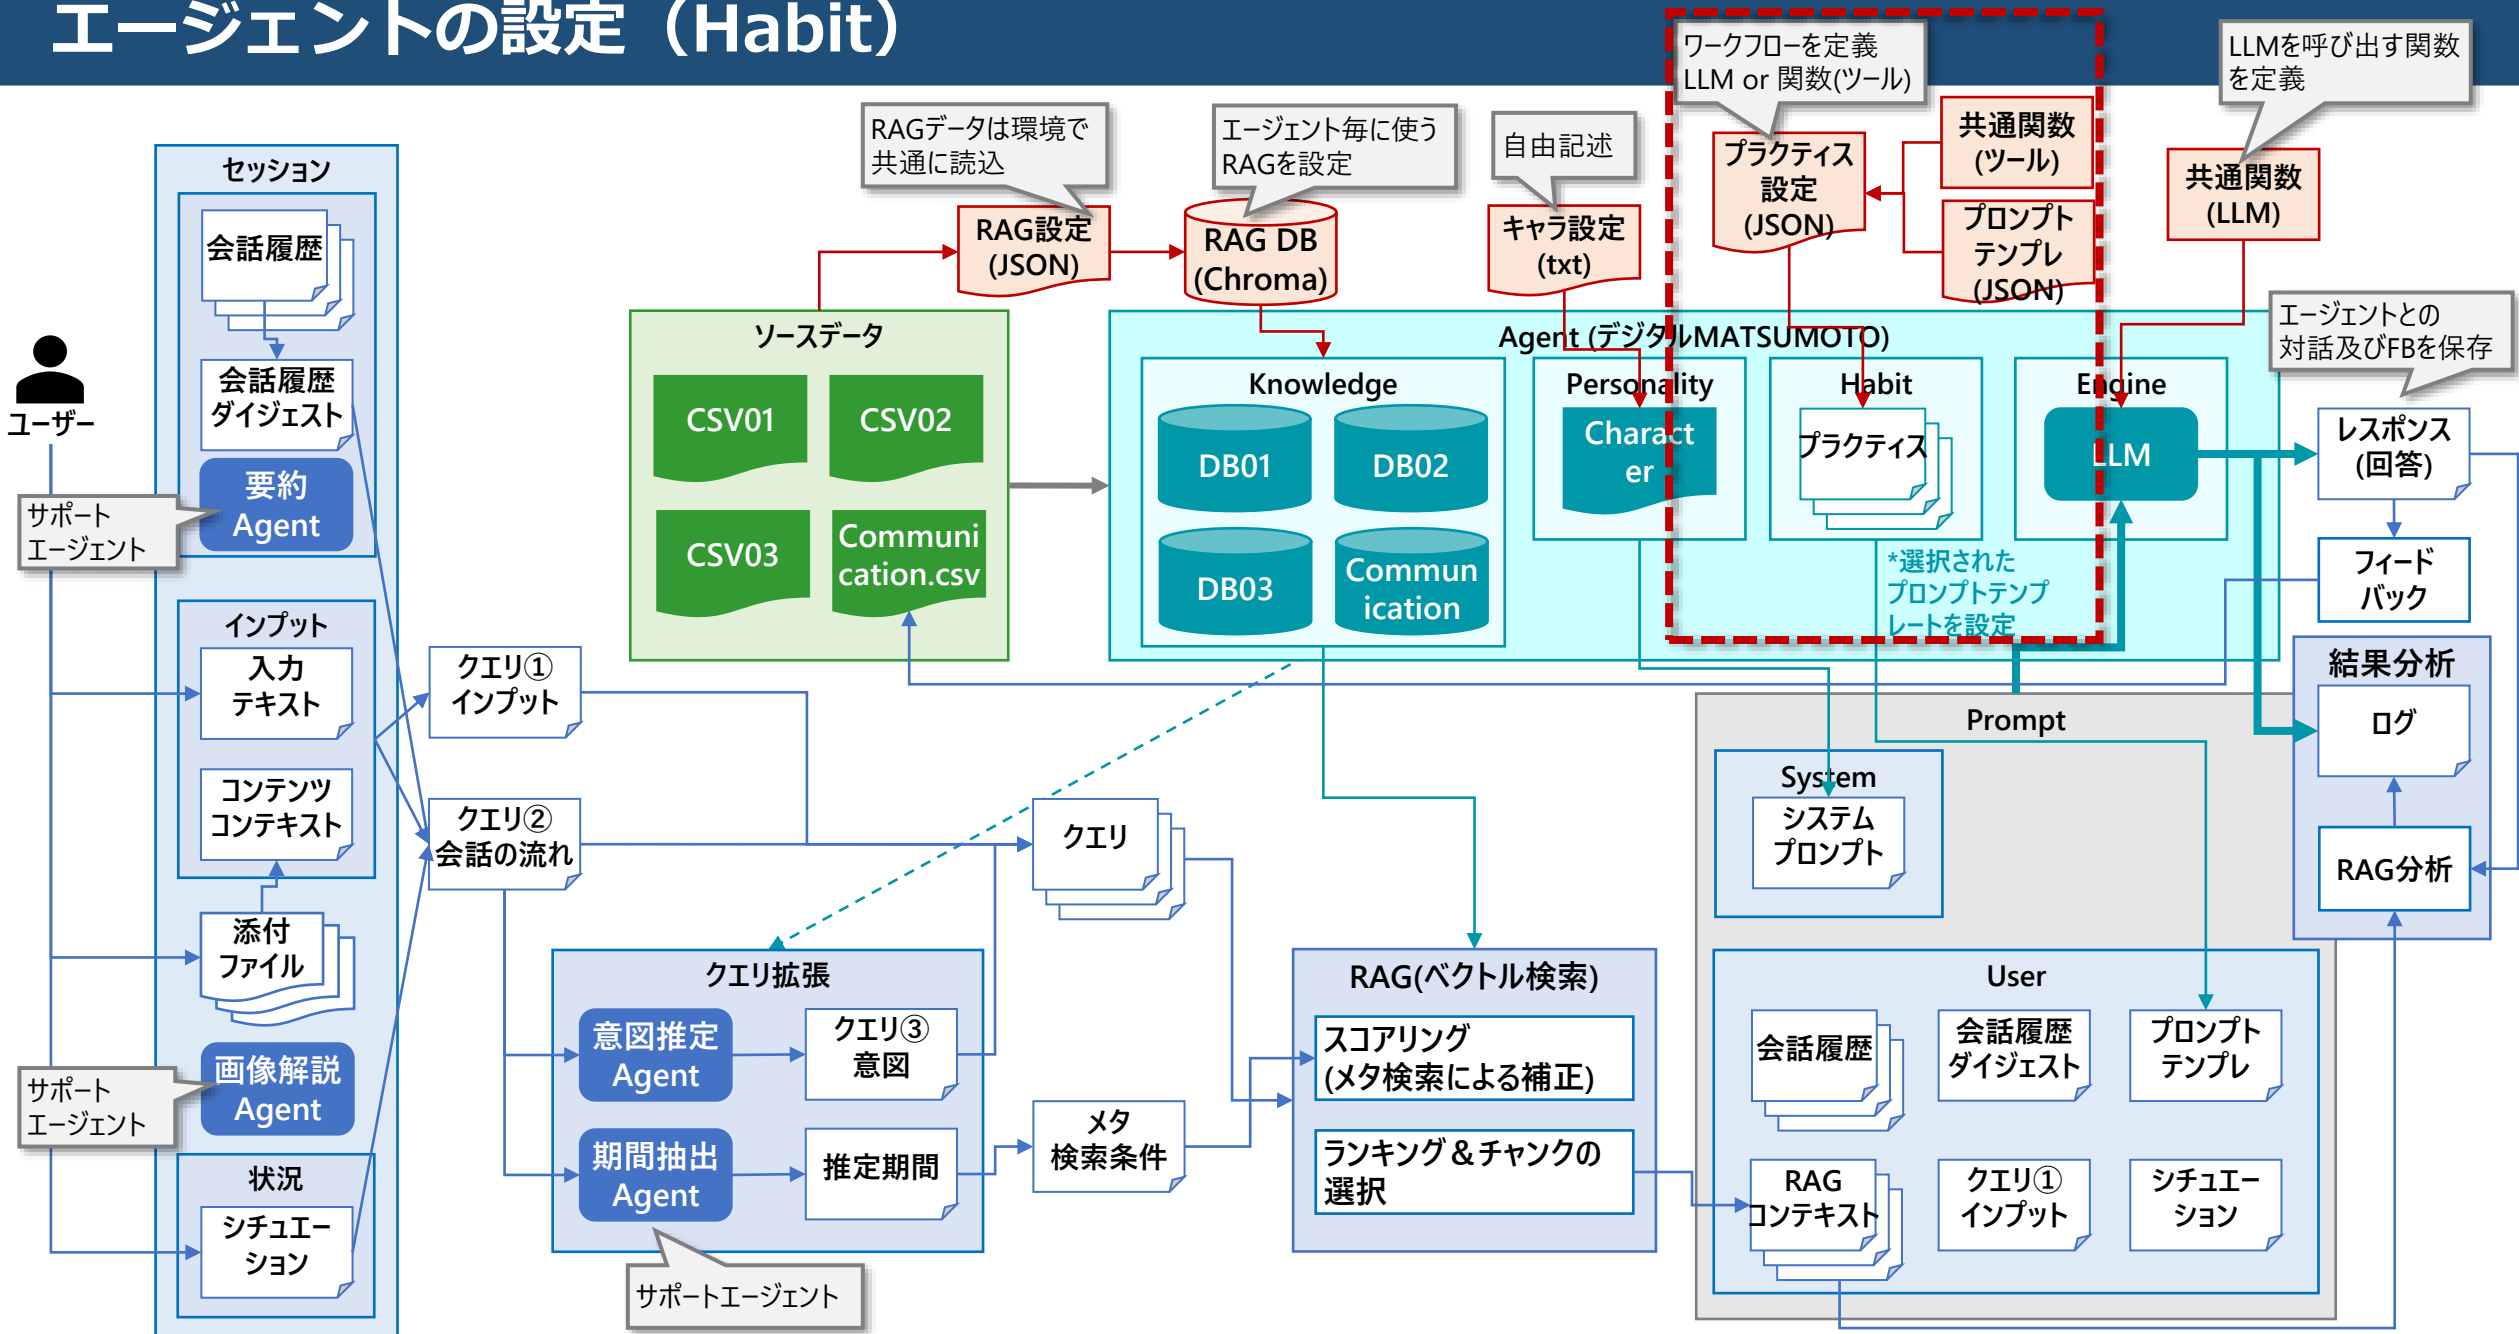 エージェントの設定（Habit）
ワークフローを定義
LLM or 関数(ツール)
LLMを呼び出す関数
を定義
RAGデータは環境で
共通に読込
エージェント毎に使う
RAGを設定
自由記述
プラクティス
設定
(JSON)
共通関数
(ツール)
プロンプト
テンプレ
(JSON)
共通関数
(LLM)
RAG設定
(JSON)
RAG DB
(Chroma)
キャラ設定
(txt)
エージェントとの
対話及びFBを保存
セッション
会話履歴
会話履歴
ダイジェスト
要約
Agent
サポート
エージェント
ユーザー
インプット
入力
テキスト
コンテンツ
コンテキスト
添付
ファイル
画像解説
Agent
サポート
エージェント
状況
シチュエー
ション
ソースデータ
CSV01
CSV02
CSV03
Communi
cation.csv
Agent (デジタルMATSUMOTO)
Knowledge
DB01
DB02
DB03
Commun
ication
Personality
Charact
er
Habit
プラクティス
*選択された
プロンプトテンプ
レートを設定
Engine
LLM
レスポンス
(回答)
フィード
バック
結果分析
ログ
RAG分析
クエリ①
インプット
クエリ②
会話の流れ
クエリ
クエリ拡張
意図推定
Agent
クエリ③
意図
期間抽出
Agent
推定期間
サポートエージェント
メタ
検索条件
RAG(ベクトル検索)
スコアリング
(メタ検索による補正)
ランキング＆チャンクの
選択
Prompt
System
システム
プロンプト
User
会話履歴
会話履歴
ダイジェスト
プロンプト
テンプレ
RAG
コンテキスト
クエリ①
インプット
シチュエー
ション